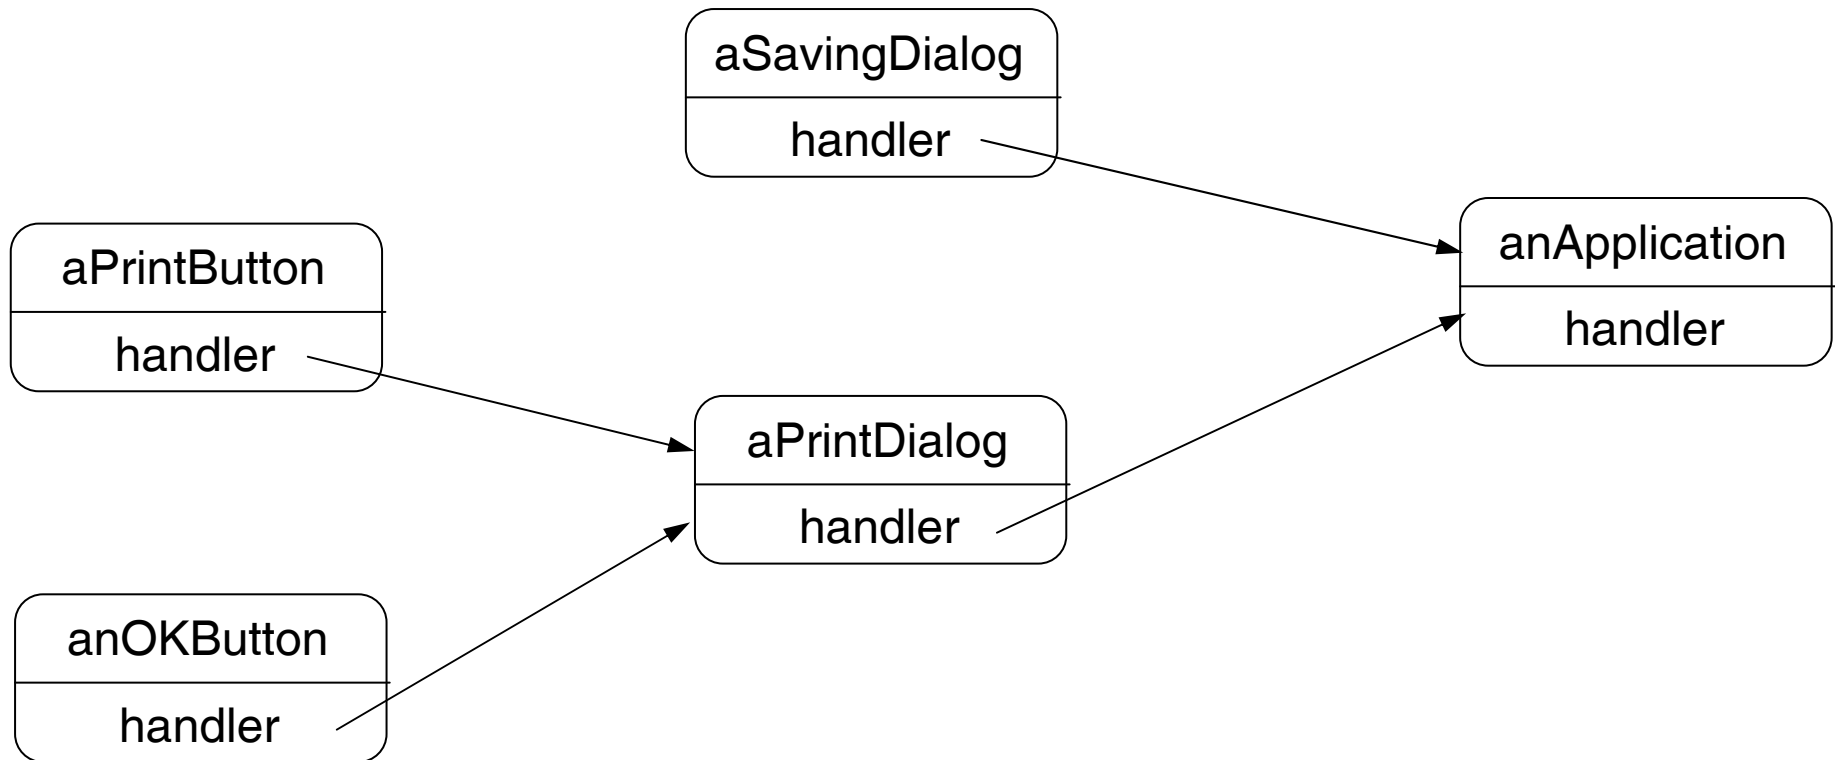 aSavingDialog
handler
anApplication
handler
aPrintButton
handler
aPrintDialog
handler
anOKButton
handler